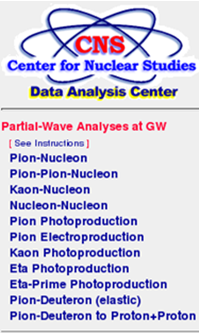 CNS
Center for Nuclear Studies
Data Analysis Center
Partial-Wave Analyses at GW
[ See Instructions ]
Pion-Nucleon
Pion-Pion-Nucleon
Kaon-Nucleon
Nucleon-Nucleon
Pion Photoproduction
Pion Electroproduction
Kaon Photoproduction
Eta Photoproduction
Eta-Prime Photoproduction
Pion-Deuteron (elastic)
Pion-Deuteron to Proton+Proton